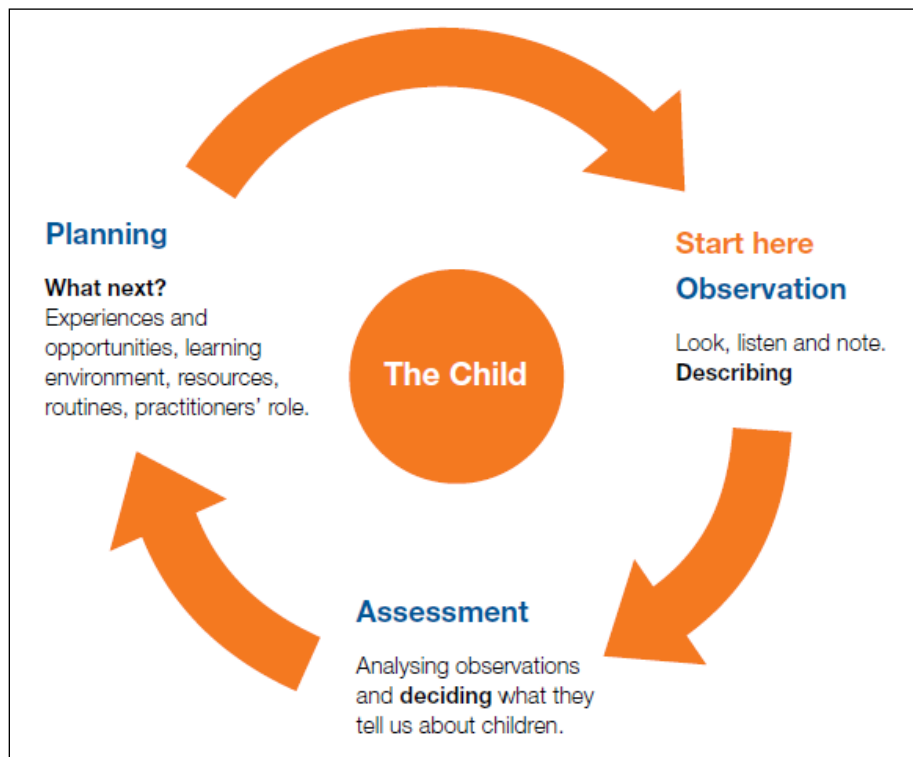 Planning
What next?
Experiences and
opportunities, learning
environment, resources,
routines, practitioners’ role.
The Child
Start here
Observation
Look, listen and note.
Describing
Assessment
Analysing observations
and deciding what they
tell us about children.